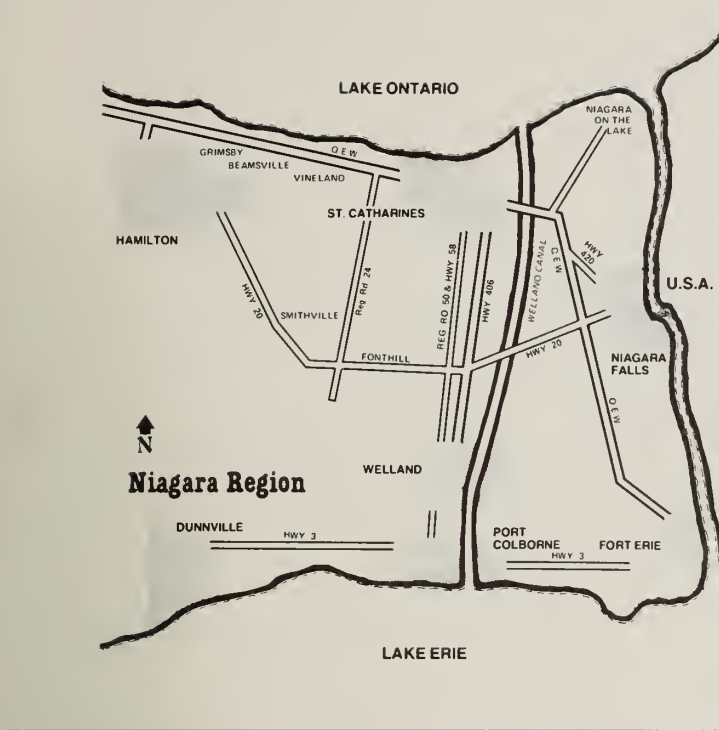 LAKE ONTARIO
NIAGARA
ON THE
LAKE
QEW
GRIMSBY
BEAMSVILLE
VINELAND
ST. CATHARINES
HAMILTON
HWY 20
SMITHVILLE
Reg Rd 24
REG RO 50 & HWY 58
HWY 406
WELLAND CANAL
QEW
HWY
420
U.S.A.
FONTHILL
HWY 20
NIAGARA
FALLS
QEW
N
Niagara Region
WELLAND
DUNNVILLE
HWY 3
PORT
COLBORNE
FORT ERIE
HWY 3
LAKE ERIE